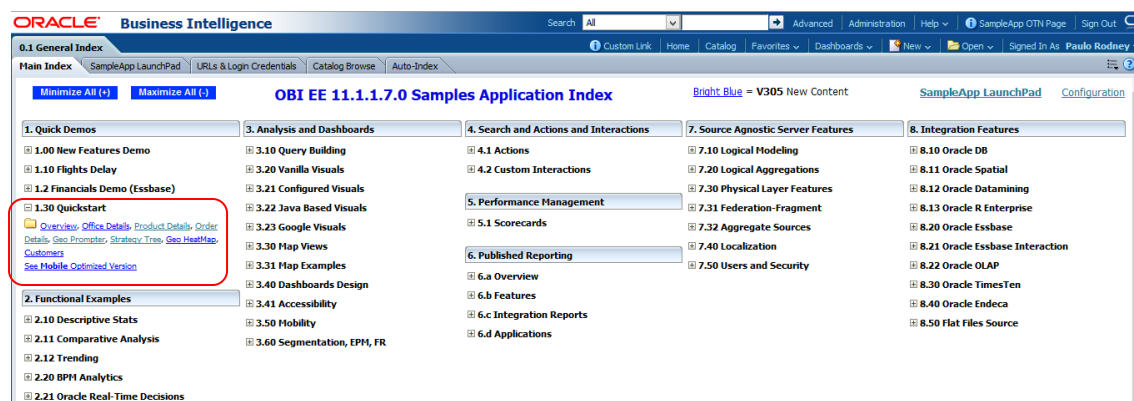 ORACLE Business Intelligence
Search All Advanced Administration Help SampleApp OTN Page Sign Out
0.1 General Index
Custom Link Home Catalog Favorites Dashboards New Open Signed In As Paulo Rodney
Main Index SampleApp LaunchPad URLs & Login Credentials Catalog Browse Auto-Index
Minimize All (+) Maximize All (-)
OBI EE 11.1.1.7.0 Samples Application Index
Bright Blue = V305 New Content
SampleApp LaunchPad Configuration
1. Quick Demos
1.00 New Features Demo
1.10 Flights Delay
1.2 Financials Demo (Essbase)
1.30 Quickstart
Overview, Office Details, Product Details, Order
Details, Geo Prompter, Strategy Tree, Geo HeatMap,
Customers
See Mobile Optimized Version
2. Functional Examples
2.10 Descriptive Stats
2.11 Comparative Analysis
2.12 Trending
2.20 BPM Analytics
2.21 Oracle Real-Time Decisions
3. Analysis and Dashboards
3.10 Query Building
3.20 Vanilla Visuals
3.21 Configured Visuals
3.22 Java Based Visuals
3.23 Google Visuals
3.30 Map Views
3.31 Map Examples
3.40 Dashboards Design
3.41 Accessibility
3.50 Mobility
3.60 Segmentation, EPM, FR
4. Search and Actions and Interactions
4.1 Actions
4.2 Custom Interactions
5. Performance Management
5.1 Scorecards
6. Published Reporting
6.a Overview
6.b Features
6.c Integration Reports
6.d Applications
7. Source Agnostic Server Features
7.10 Logical Modeling
7.20 Logical Aggregations
7.30 Physical Layer Features
7.31 Federation-Fragment
7.32 Aggregate Sources
7.40 Localization
7.50 Users and Security
8. Integration Features
8.10 Oracle DB
8.11 Oracle Spatial
8.12 Oracle Datamining
8.13 Oracle R Enterprise
8.20 Oracle Essbase
8.21 Oracle Essbase Interaction
8.22 Oracle OLAP
8.30 Oracle TimesTen
8.40 Oracle Endeca
8.50 Flat Files Source